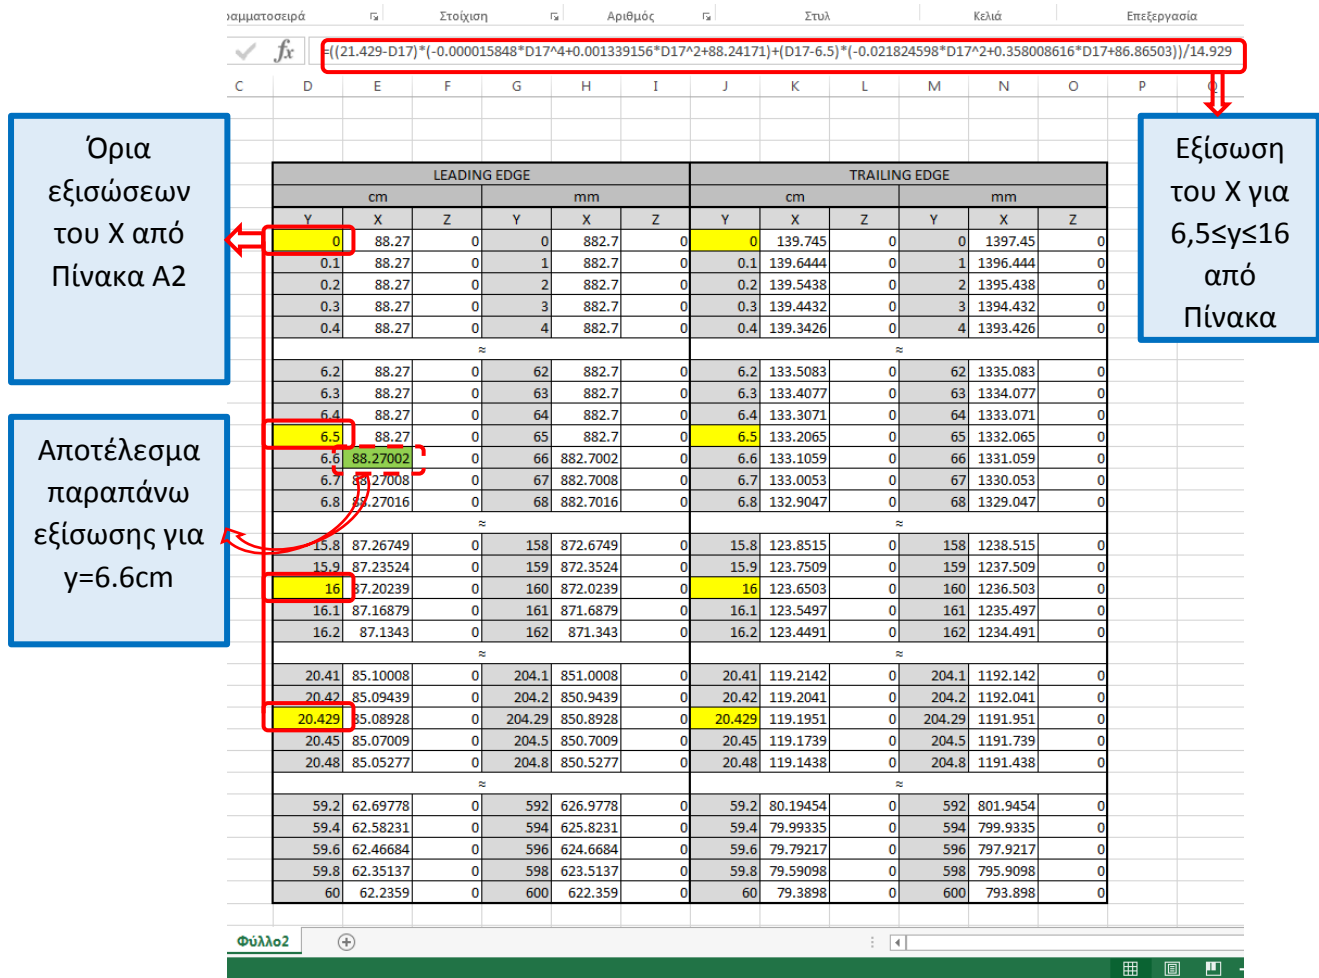 ραμματοσειρά Στοίχιση Αριθμός Στυλ Κελιά Επεξεργασία
fx =((21.429-D17)*(-0.000015848*D17^4+0.001339156*D17^2+88.24171)+(D17-6.5)*(-0.021824598*D17^2+0.358008616*D17+86.86503))/14.929
C D E F G H I J K L M N O P Q
Όρια
εξισώσεων
του Χ από
Πίνακα Α2
Εξίσωση
του Χ για
6,5≤y≤16
από
Πίνακα
Αποτέλεσμα
παραπάνω
εξίσωσης για
y=6.6cm
LEADING EDGE TRAILING EDGE
cm mm cm mm
Y X Z Y X Z Y X Z Y X Z
0 88.27 0 0 882.7 0 0 139.745 0 0 1397.45 0
0.1 88.27 0 1 882.7 0 0.1 139.6444 0 1 1396.444 0
0.2 88.27 0 2 882.7 0 0.2 139.5438 0 2 1395.438 0
0.3 88.27 0 3 882.7 0 0.3 139.4432 0 3 1394.432 0
0.4 88.27 0 4 882.7 0 0.4 139.3426 0 4 1393.426 0
≈ ≈
6.2 88.27 0 62 882.7 0 6.2 133.5083 0 62 1335.083 0
6.3 88.27 0 63 882.7 0 6.3 133.4077 0 63 1334.077 0
6.4 88.27 0 64 882.7 0 6.4 133.3071 0 64 1333.071 0
6.5 88.27 0 65 882.7 0 6.5 133.2065 0 65 1332.065 0
6.6 88.27002 0 66 882.7002 0 6.6 133.1059 0 66 1331.059 0
6.7 88.27008 0 67 882.7008 0 6.7 133.0053 0 67 1330.053 0
6.8 88.27016 0 68 882.7016 0 6.8 132.9047 0 68 1329.047 0
≈ ≈
15.8 87.26749 0 158 872.6749 0 15.8 123.8515 0 158 1238.515 0
15.9 87.23524 0 159 872.3524 0 15.9 123.7509 0 159 1237.509 0
16 87.20239 0 160 872.0239 0 16 123.6503 0 160 1236.503 0
16.1 87.16879 0 161 871.6879 0 16.1 123.5497 0 161 1235.497 0
16.2 87.1343 0 162 871.343 0 16.2 123.4491 0 162 1234.491 0
≈ ≈
20.41 85.10008 0 204.1 851.0008 0 20.41 119.2142 0 204.1 1192.142 0
20.42 85.09439 0 204.2 850.9439 0 20.42 119.2041 0 204.2 1192.041 0
20.429 85.08928 0 204.29 850.8928 0 20.429 119.1951 0 204.29 1191.951 0
20.45 85.07009 0 204.5 850.7009 0 20.45 119.1739 0 204.5 1191.739 0
20.48 85.05277 0 204.8 850.5277 0 20.48 119.1438 0 204.8 1191.438 0
≈ ≈
59.2 62.69778 0 592 626.9778 0 59.2 80.19454 0 592 801.9454 0
59.4 62.58231 0 594 625.8231 0 59.4 79.99335 0 594 799.9335 0
59.6 62.46684 0 596 624.6684 0 59.6 79.79217 0 596 797.9217 0
59.8 62.35137 0 598 623.5137 0 59.8 79.59098 0 598 795.9098 0
60 62.2359 0 600 622.359 0 60 79.3898 0 600 793.898 0
Φύλλο2